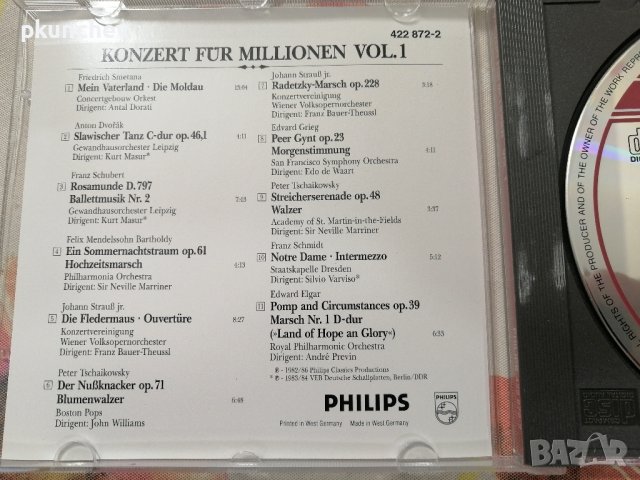 pkunchef
422 872-2
KONZERT FÜR MILLIONEN VOL.1
Friedrich Smetana
1 Mein Vaterland · Die Moldau 13:04
Concertgebouw Orkest
Dirigent: Antal Dorati
Anton Dvořák
2 Slawischer Tanz C-dur op.46,1 4:11
Gewandhausorchester Leipzig
Dirigent: Kurt Masur*
Franz Schubert
3 Rosamunde D.797
Ballettmusik Nr. 2 7:13
Gewandhausorchester Leipzig
Dirigent: Kurt Masur*
Felix Mendelssohn Bartholdy
4 Ein Sommernachtstraum op.61
Hochzeitsmarsch 4:13
Philharmonia Orchestra
Dirigent: Sir Neville Marriner
Johann Strauß jr.
5 Die Fledermaus · Ouvertüre 8:27
Konzertvereinigung
Wiener Volksopernorchester
Dirigent: Franz Bauer-Theussl
Peter Tschaikowsky
6 Der Nußknacker op.71
Blumenwalzer 6:48
Boston Pops
Dirigent: John Williams
Johann Strauß jr.
7 Radetzky-Marsch op.228 3:18
Konzertvereinigung
Wiener Volksopernorchester
Dirigent: Franz Bauer-Theussl
Edvard Grieg
8 Peer Gynt op.23
Morgenstimmung 4:11
San Francisco Symphony Orchestra
Dirigent: Edo de Waart
Peter Tschaikowsky
9 Streicherserenade op.48
Walzer 3:37
Academy of St. Martin-in-the-Fields
Dirigent: Sir Neville Marriner
Franz Schmidt
10 Notre Dame · Intermezzo 5:12
Staatskapelle Dresden
Dirigent: Silvio Varviso*
Edward Elgar
11 Pomp and Circumstances op.39
Marsch Nr. 1 D-dur
(»Land of Hope an Glory«) 6:33
Royal Philharmonic Orchestra
Dirigent: André Previn
℗ - 1982/86 Philips Classics Productions
* ℗ - 1983/84 VEB Deutsche Schallplatten, Berlin/DDR
PHILIPS
Printed in West Germany Made in West Germany
RIGHTS OF THE PRODUCER AND OF THE OWNER OF THE WORK REPR
BAZAR
bg